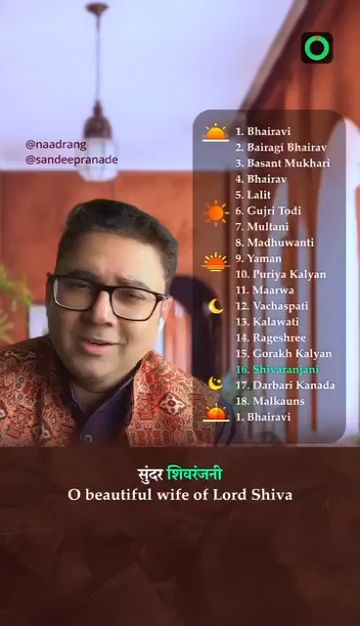 @naadrang
@sandeepranade
1. Bhairavi
2. Bairagi Bhairav
3. Basant Mukhari
4. Bhairav
5. Lalit
6. Gujri Todi
7. Multani
8. Madhuwanti
9. Yaman
10. Puriya Kalyan
11. Maarwa
12. Vachaspati
13. Kalawati
14. Rageshree
15. Gorakh Kalyan
16. Shivaranjani
17. Darbari Kanada
18. Malkauns
1. Bhairavi
सुंदर शिवरंजनी
O beautiful wife of Lord Shiva